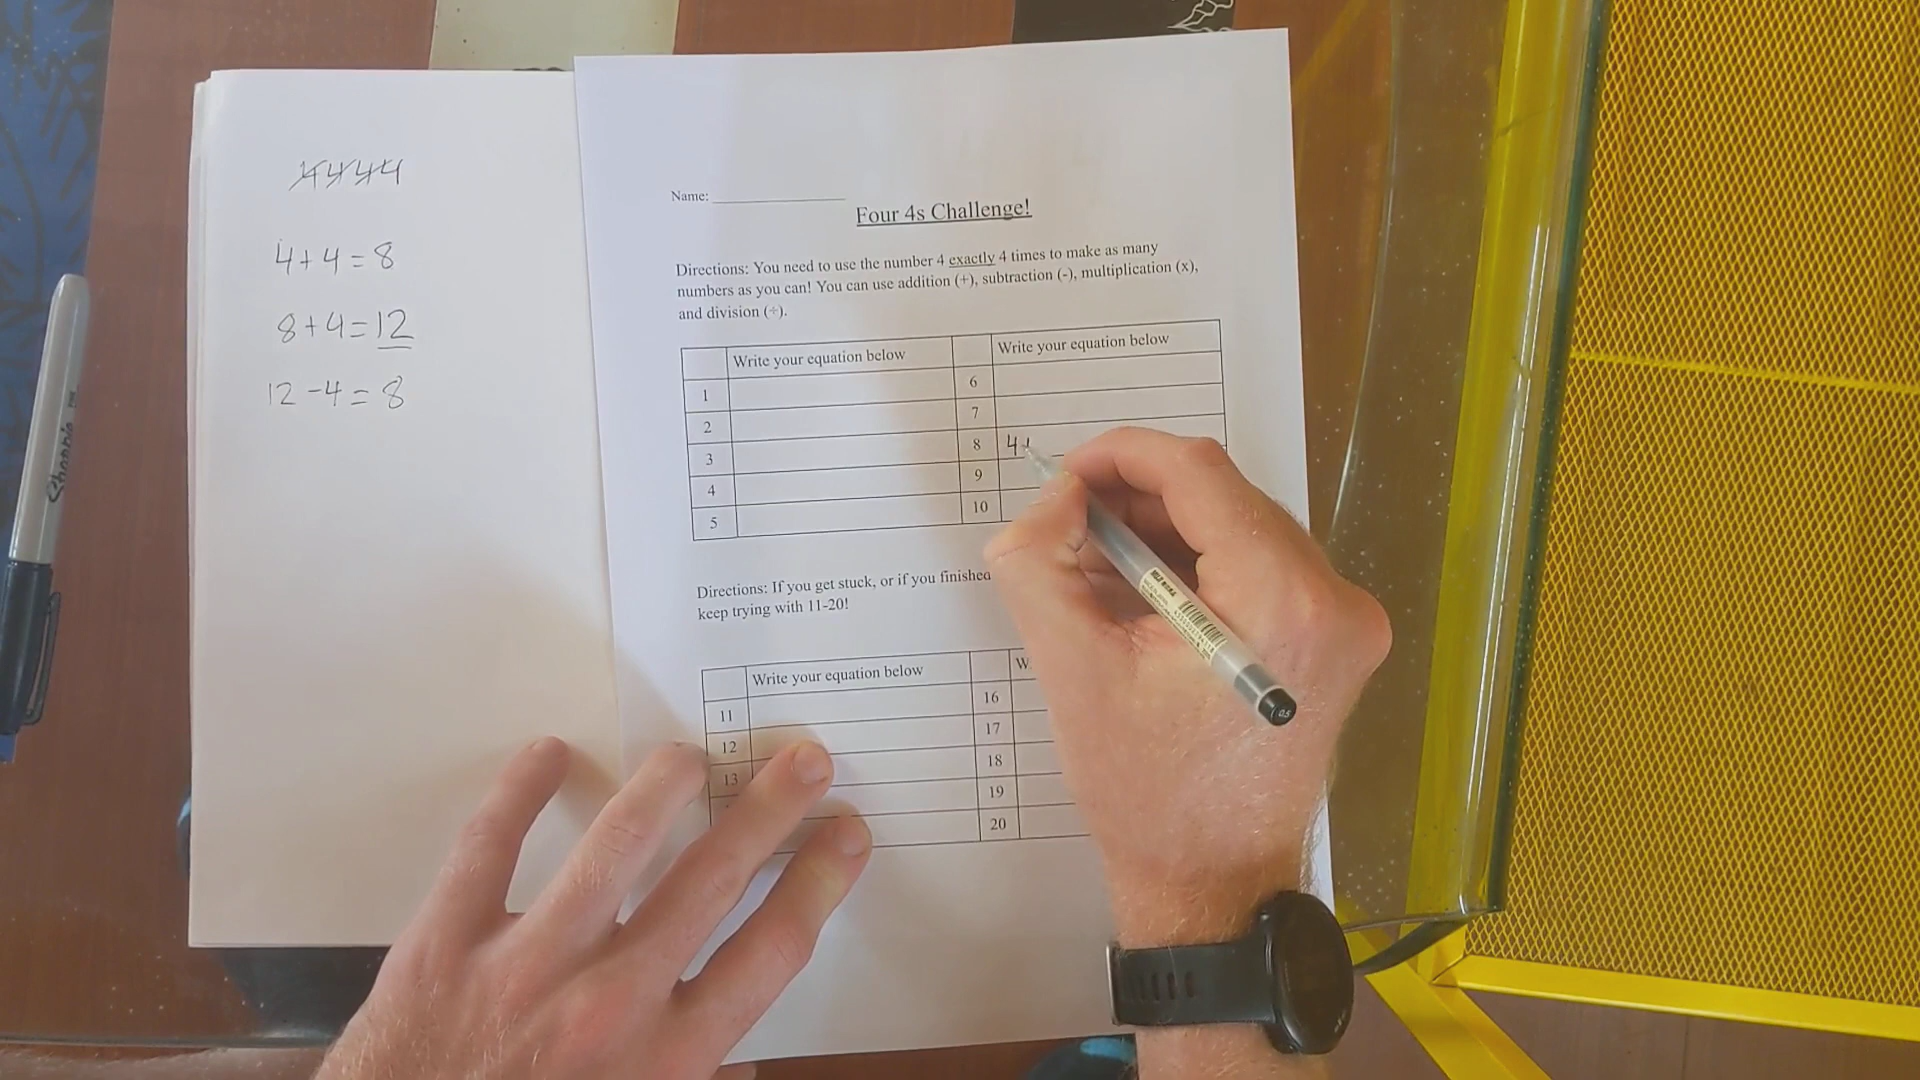 4444
4+4=8
8+4=12
12-4=8
Sharpie
Name:
Four 4s Challenge!
Directions: You need to use the number 4 exactly 4 times to make as many
numbers as you can! You can use addition (+), subtraction (-), multiplication (x),
and division (÷).
Write your equation below Write your equation below
1 6
2 7
3 8 4+
4 9
5 10
Directions: If you get stuck, or if you finished
keep trying with 11-20!
Write your equation below W
11 16
12 17
13 18
19
20
0.5